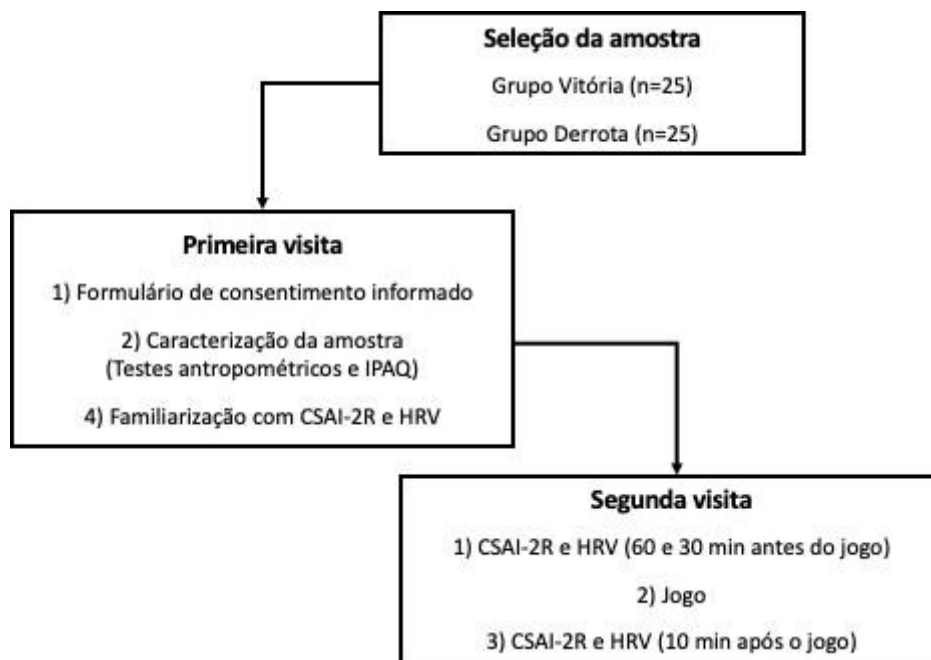 Seleção da amostra
Grupo Vitória (n=25)
Grupo Derrota (n=25)
Primeira visita
1) Formulário de consentimento informado
2) Caracterização da amostra
(Testes antropométricos e IPAQ)
4) Familiarização com CSAI-2R e HRV
Segunda visita
1) CSAI-2R e HRV (60 e 30 min antes do jogo)
2) Jogo
3) CSAI-2R e HRV (10 min após o jogo)